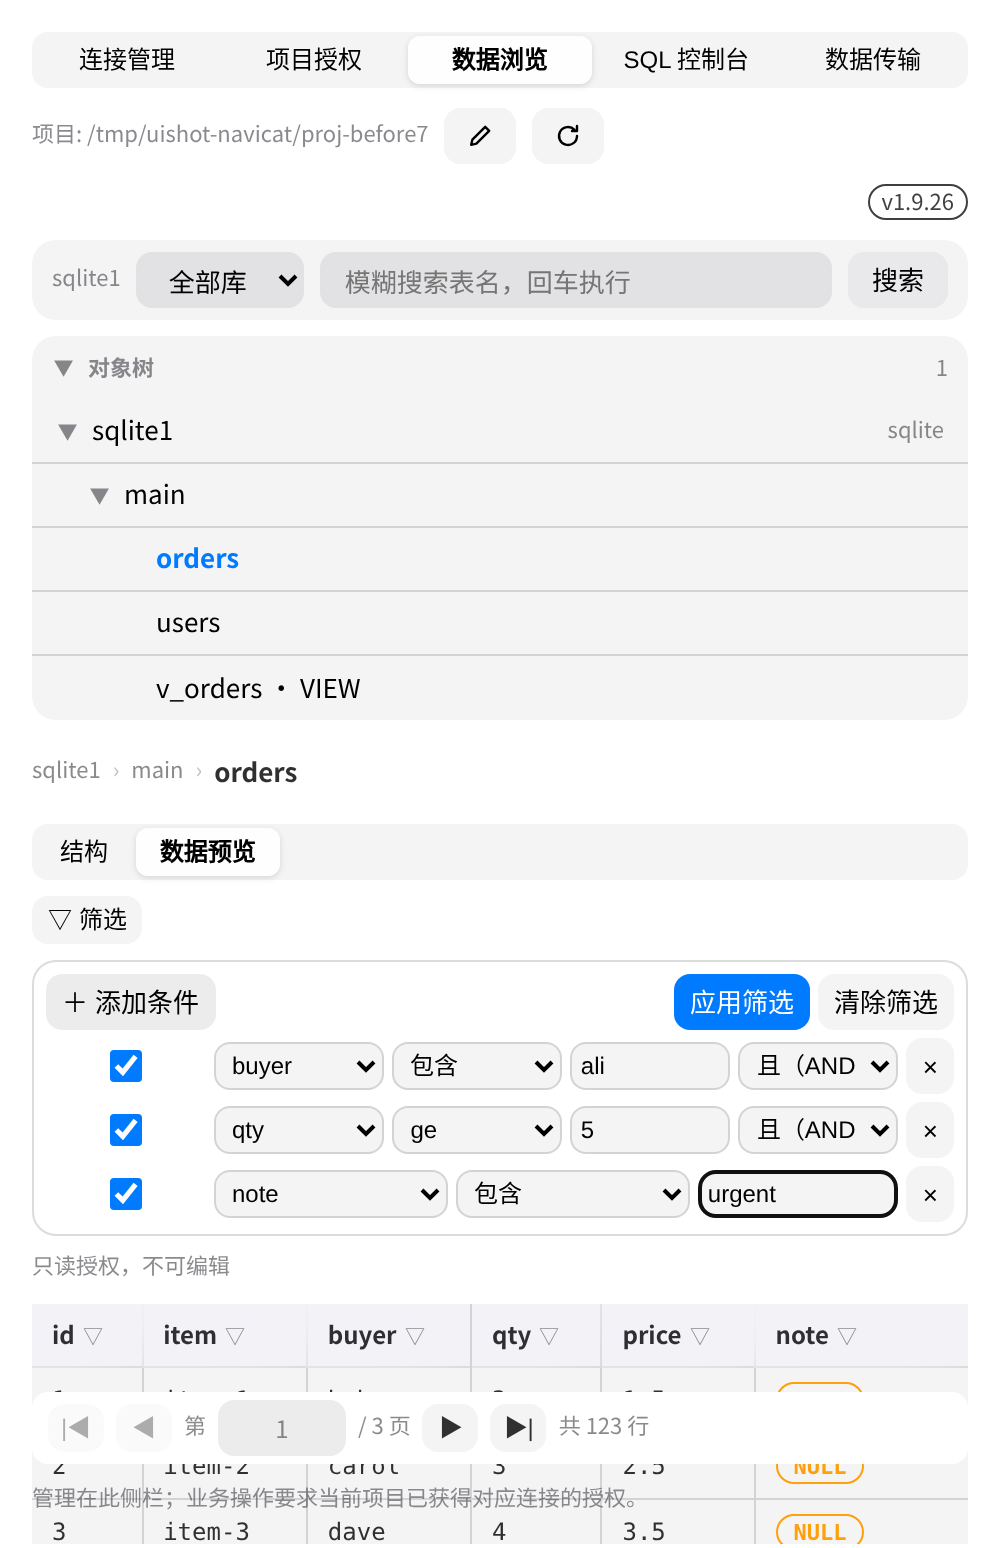 连接管理 项目授权 数据浏览 SQL 控制台 数据传输
项目: /tmp/uishot-navicat/proj-before7
v1.9.26
sqlite1 全部库 模糊搜索表名，回车执行 搜索
▼ 对象树 1
▼ sqlite1 sqlite
▼ main
orders
users
v_orders • VIEW
sqlite1 › main › orders
结构 数据预览
▽ 筛选
＋ 添加条件 应用筛选 清除筛选
buyer 包含 ali 且（AND ×
qty ge 5 且（AND ×
note 包含 urgent ×
只读授权，不可编辑
id ▽ item ▽ buyer ▽ qty ▽ price ▽ note ▽
第 1 / 3 页 共 123 行
2 item-2 carol 3 2.5 NULL
管理在此侧栏；业务操作要求当前项目已获得对应连接的授权。
3 item-3 dave 4 3.5 NULL